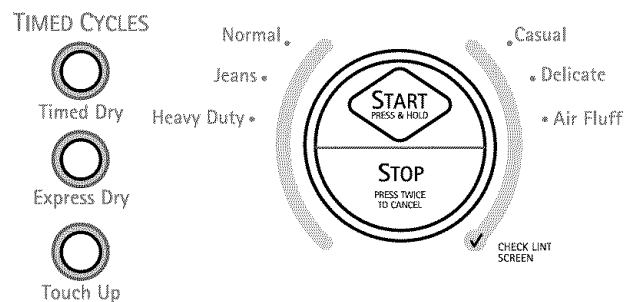 TIMED CYCLES
Timed Dry
Express Dry
Touch Up
Normal
Jeans
Heavy Duty
START
PRESS & HOLD
STOP
PRESS TWICE
TO CANCEL
Casual
Delicate
Air Fluff
CHECK LINT
SCREEN